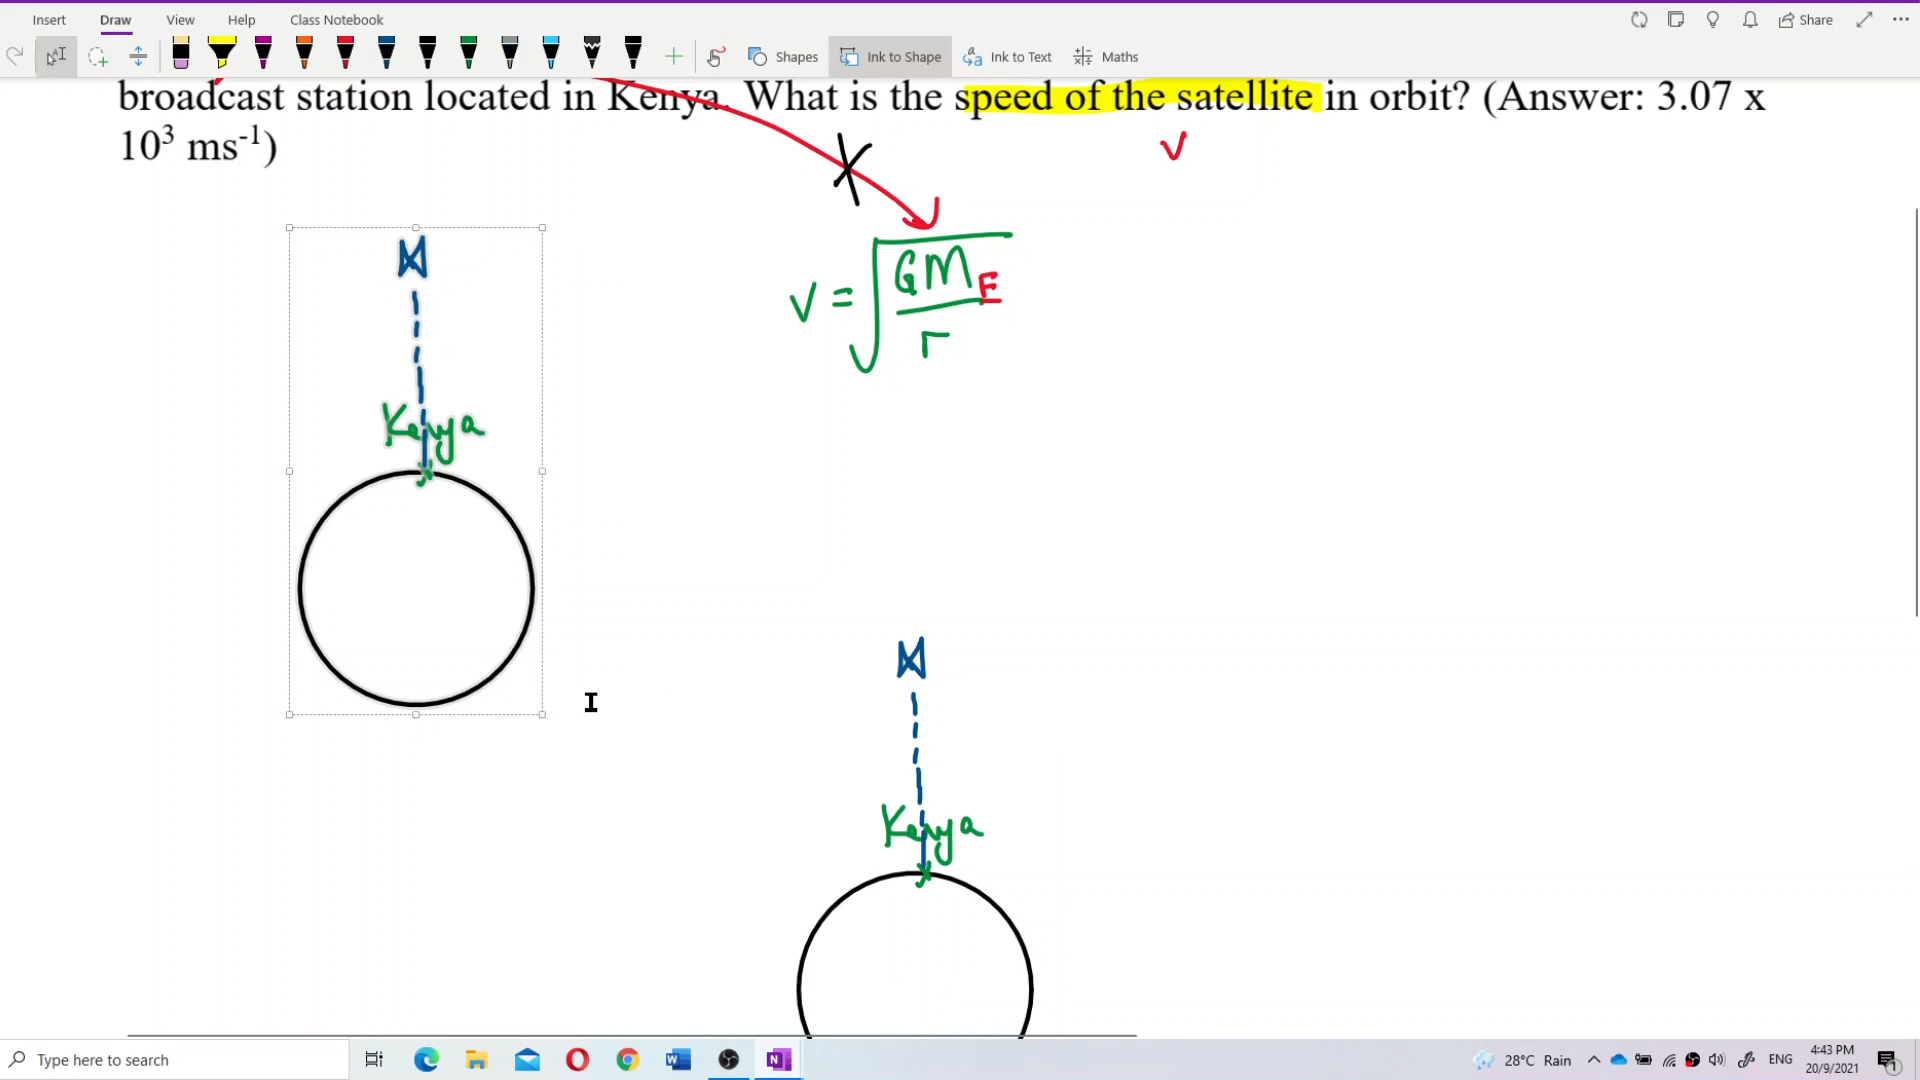 Insert Draw View Help Class Notebook Share
Shapes Ink to Shape Ink to Text Maths
broadcast station located in Kenya. What is the speed of the satellite in orbit? (Answer: 3.07 x
10³ ms⁻¹)
v
v = √(GM_E / r)
Kenya
Kenya
Type here to search
28°C Rain
ENG
4:43 PM
20/9/2021
1